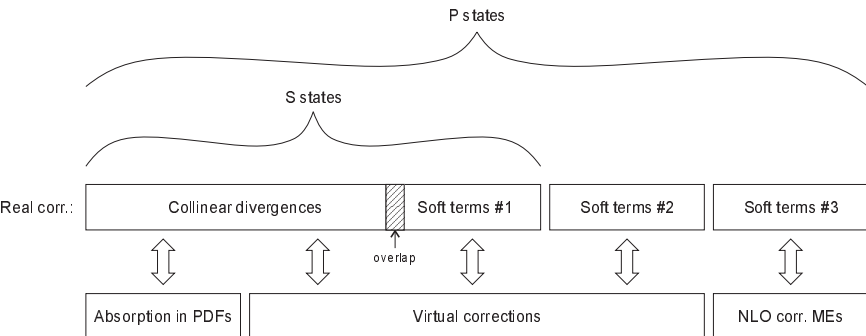 P states
S states
Real corr.: Collinear divergences Soft terms #1 Soft terms #2 Soft terms #3
overlap
Absorption in PDFs Virtual corrections NLO corr. MEs